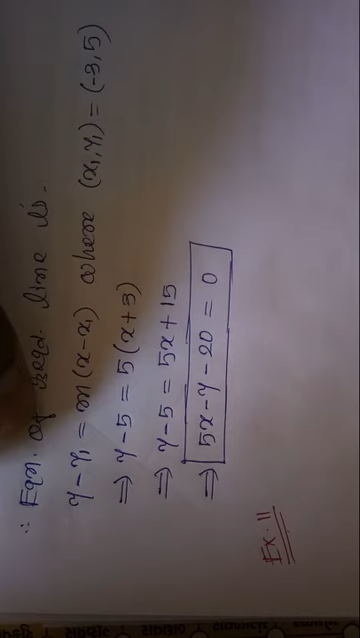 ∴ Eqn. of reqd. line is.
y - y₁ = m(x - x₁) where (x₁, y₁) = (-3, 5)
⇒ y - 5 = 5(x + 3)
⇒ y - 5 = 5x + 15
⇒ 5x - y - 20 = 0
Ex. 11